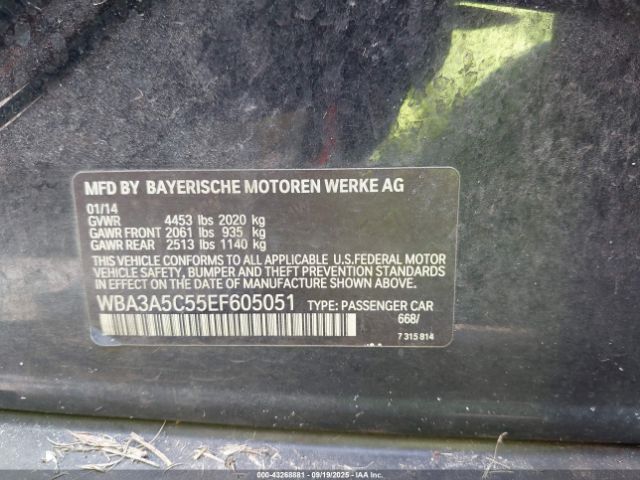 MFD BY BAYERISCHE MOTOREN WERKE AG
01/14
GVWR 4453 lbs 2020 kg
GAWR FRONT 2061 lbs 935 kg
GAWR REAR 2513 lbs 1140 kg
THIS VEHICLE CONFORMS TO ALL APPLICABLE U.S.FEDERAL MOTOR
VEHICLE SAFETY, BUMPER AND THEFT PREVENTION STANDARDS
IN EFFECT ON THE DATE OF MANUFACTURE SHOWN ABOVE.
WBA3A5C55EF605051 TYPE: PASSENGER CAR
668/
7 315 814
000-43268881 - 09/19/2025 - IAAI.COM